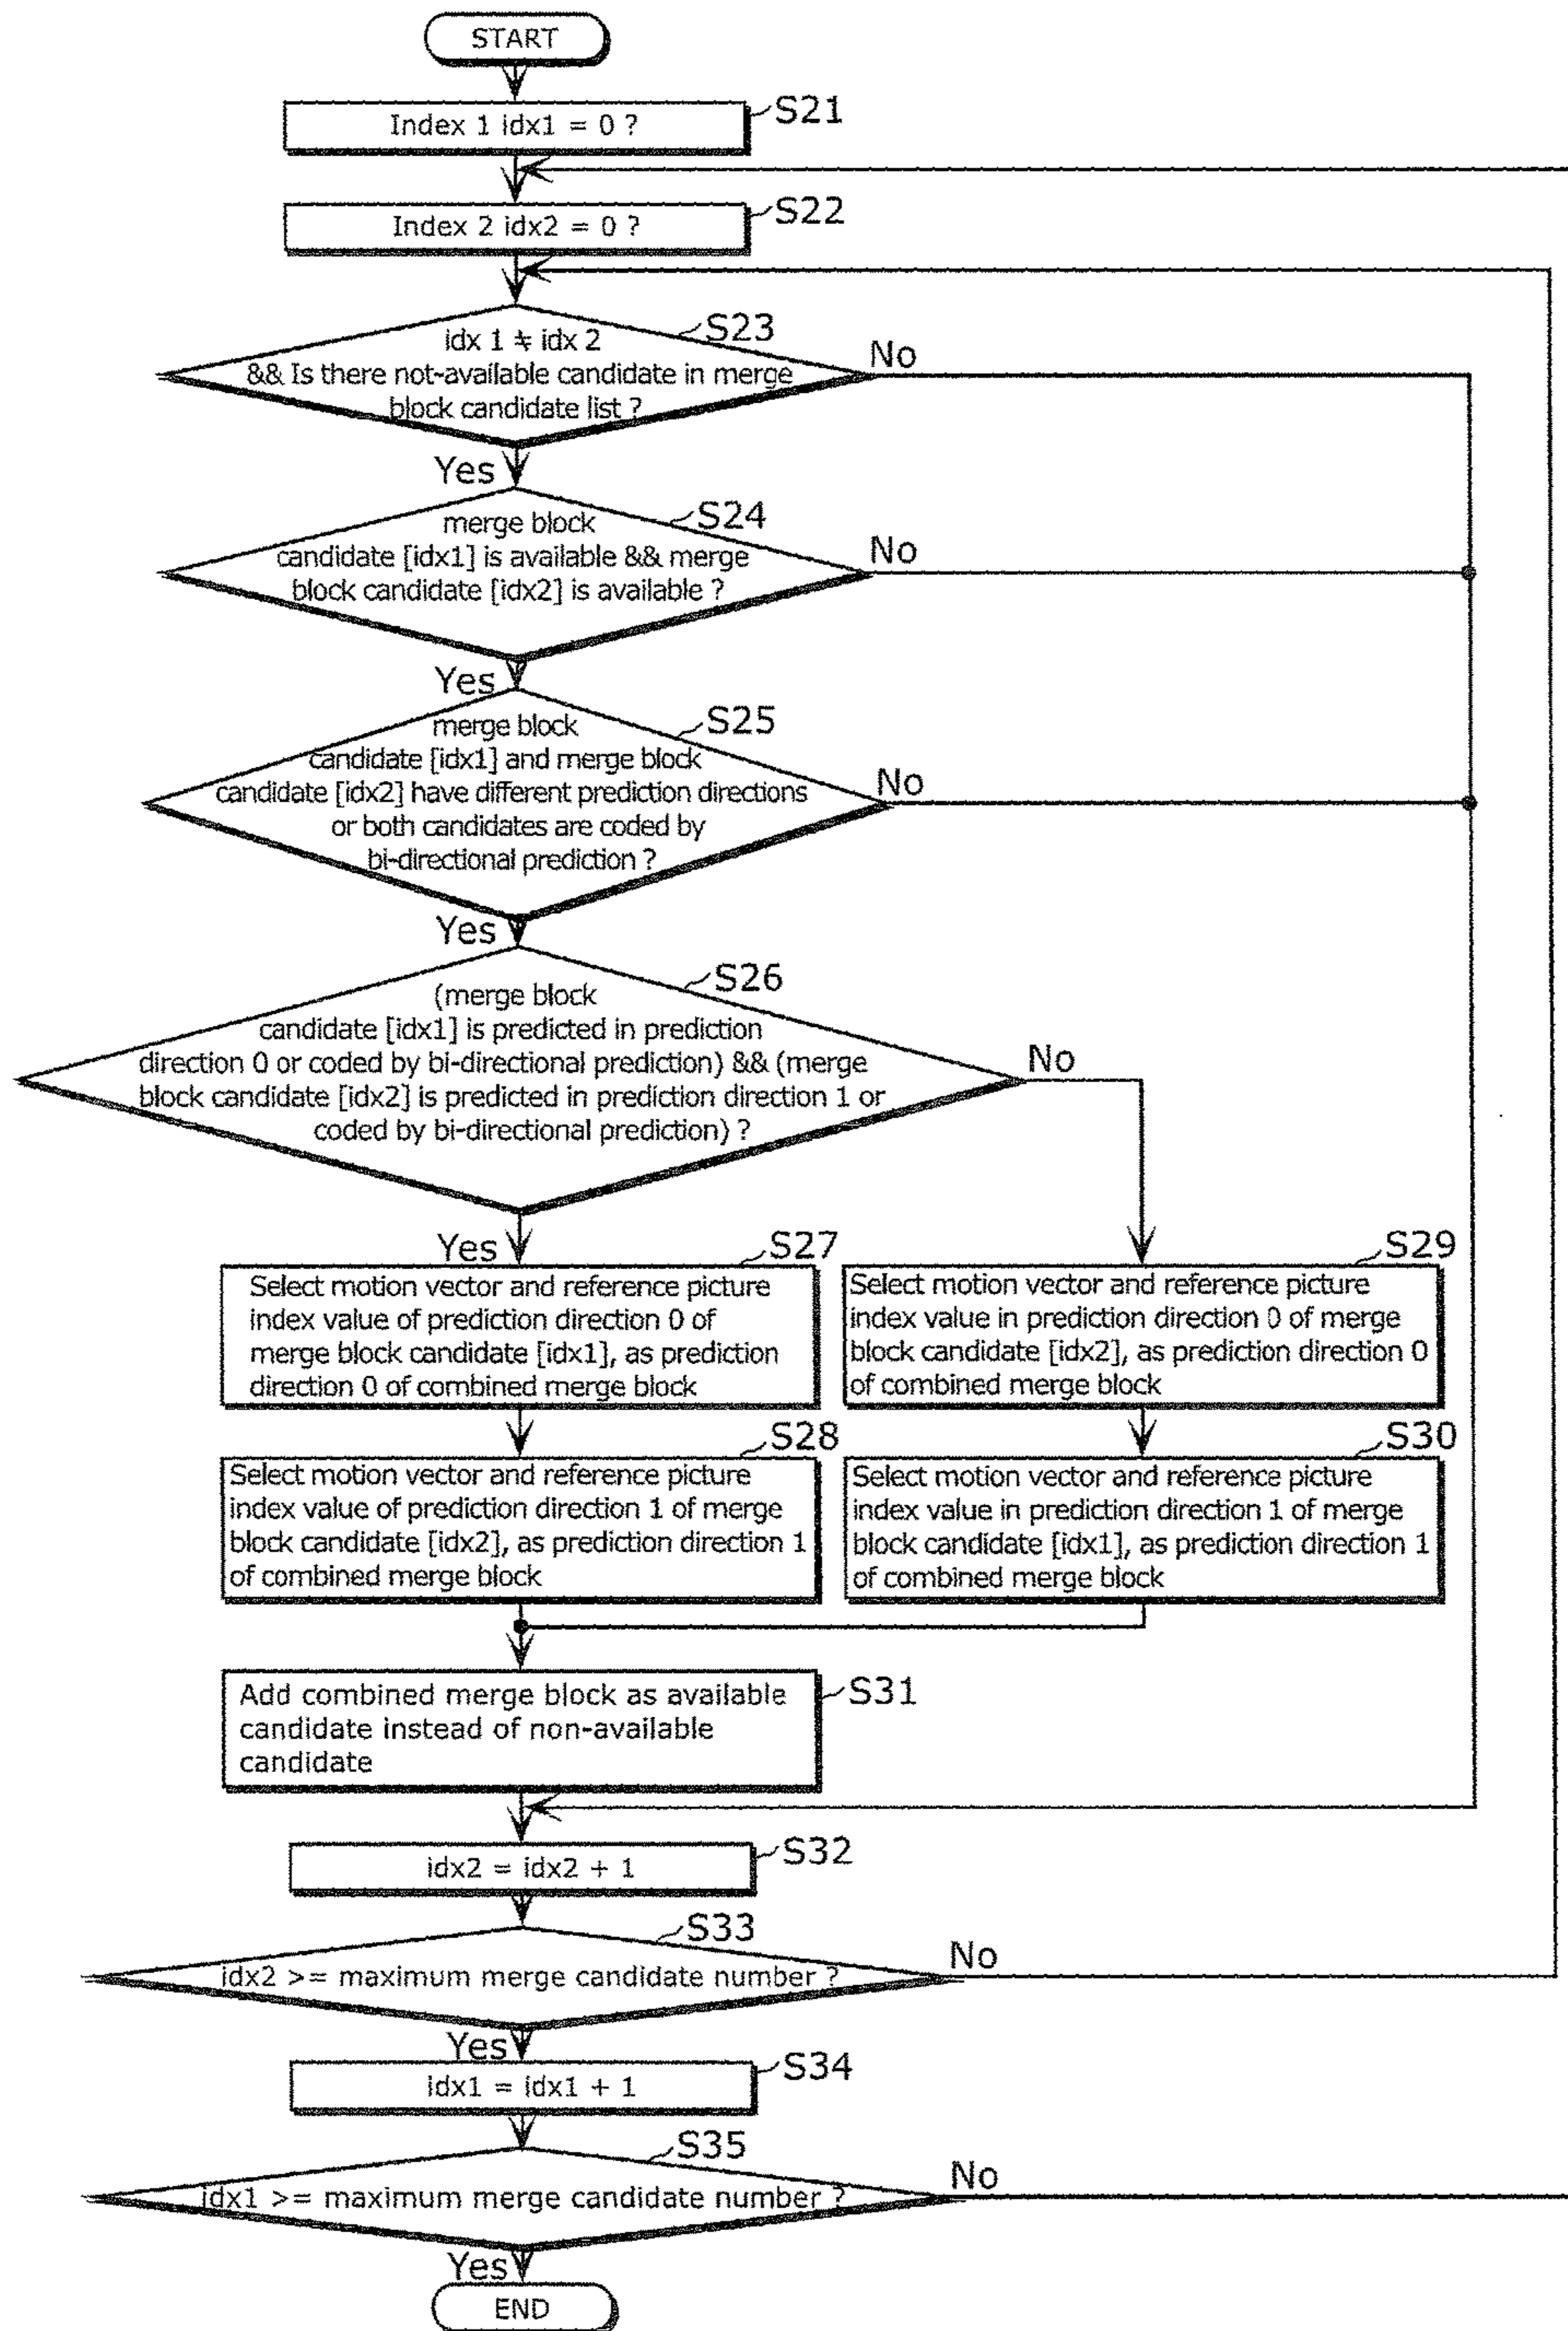 START
Index 1 idx1 = 0 ?
S21
Index 2 idx2 = 0 ?
S22
S23
idx 1 ≠ idx 2
&& Is there not-available candidate in merge
block candidate list ?
No
Yes
S24
merge block
candidate [idx1] is available && merge
block candidate [idx2] is available ?
No
Yes
S25
merge block
candidate [idx1] and merge block
candidate [idx2] have different prediction directions
or both candidates are coded by
bi-directional prediction ?
No
Yes
S26
(merge block
candidate [idx1] is predicted in prediction
direction 0 or coded by bi-directional prediction) && (merge
block candidate [idx2] is predicted in prediction direction 1 or
coded by bi-directional prediction) ?
No
Yes
S27
Select motion vector and reference picture
index value of prediction direction 0 of
merge block candidate [idx1], as prediction
direction 0 of combined merge block
S29
Select motion vector and reference picture
index value in prediction direction 0 of merge
block candidate [idx2], as prediction direction 0
of combined merge block
S28
Select motion vector and reference picture
index value of prediction direction 1 of merge
block candidate [idx2], as prediction direction 1
of combined merge block
S30
Select motion vector and reference picture
index value in prediction direction 1 of merge
block candidate [idx1], as prediction direction 1
of combined merge block
S31
Add combined merge block as available
candidate instead of non-available
candidate
S32
idx2 = idx2 + 1
S33
idx2 >= maximum merge candidate number ?
No
Yes
S34
idx1 = idx1 + 1
S35
idx1 >= maximum merge candidate number ?
No
Yes
END